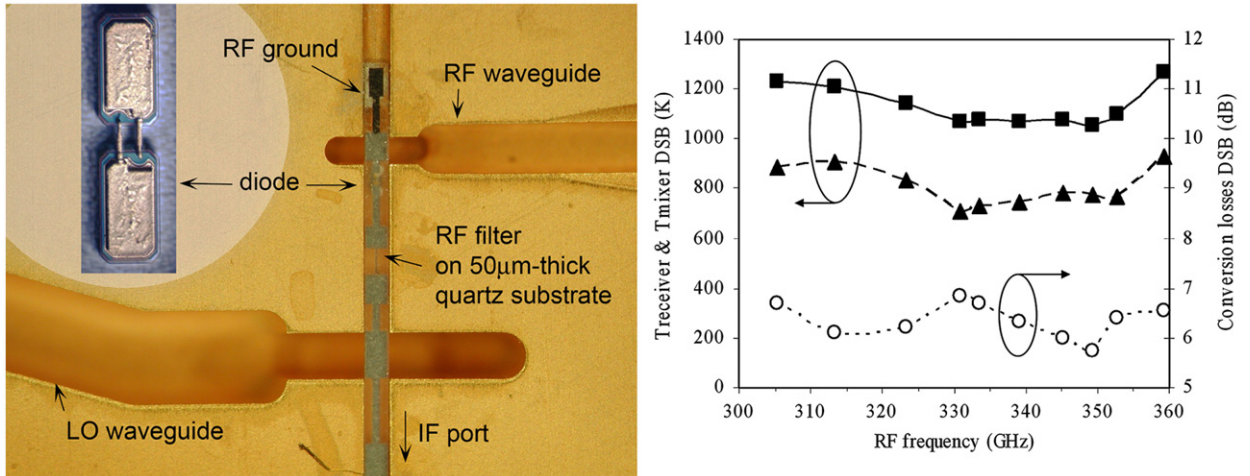 RF ground
RF waveguide
diode
RF filter
on 50μm-thick
quartz substrate
LO waveguide
IF port
Treceiver & Tmixer DSB (K)
1400
1200
1000
800
600
400
200
0
300
310
320
330
340
350
360
RF frequency (GHz)
12
11
10
9
8
7
6
5
Conversion losses DSB (dB)